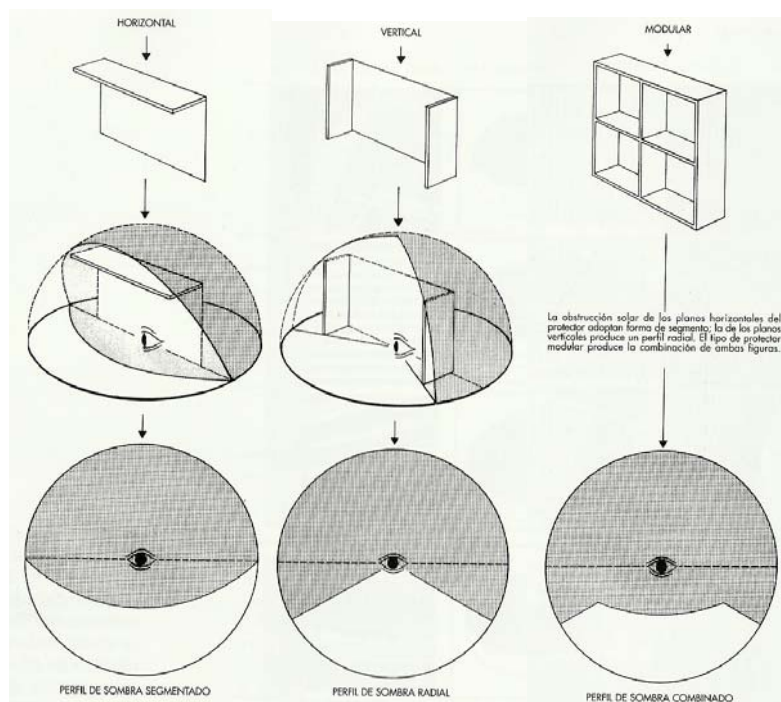 HORIZONTAL
VERTICAL
MODULAR
La obstrucción solar de los planos horizontales del
protector adoptan forma de segmento; la de los planos
verticales produce un perfil radial. El tipo de protector
modular produce la combinación de ambas figuras.
PERFIL DE SOMBRA SEGMENTADO
PERFIL DE SOMBRA RADIAL
PERFIL DE SOMBRA COMBINADO